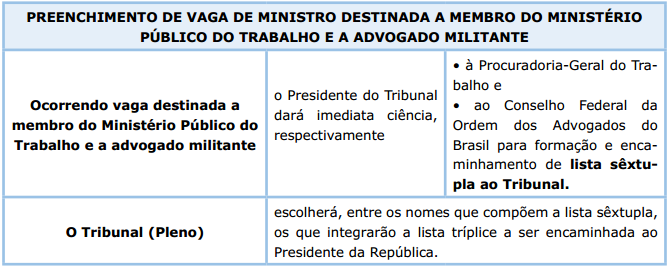 PREENCHIMENTO DE VAGA DE MINISTRO DESTINADA A MEMBRO DO MINISTÉRIO
PÚBLICO DO TRABALHO E A ADVOGADO MILITANTE
Ocorrendo vaga destinada a
membro do Ministério Público do
Trabalho e a advogado militante
o Presidente do Tribunal
dará imediata ciência,
respectivamente
• à Procuradoria-Geral do Tra-
balho e
• ao Conselho Federal da
Ordem dos Advogados do
Brasil para formação e enca-
minhamento de lista sêxtu-
pla ao Tribunal.
O Tribunal (Pleno)
escolherá, entre os nomes que compõem a lista sêxtupla,
os que integrarão a lista tríplice a ser encaminhada ao
Presidente da República.